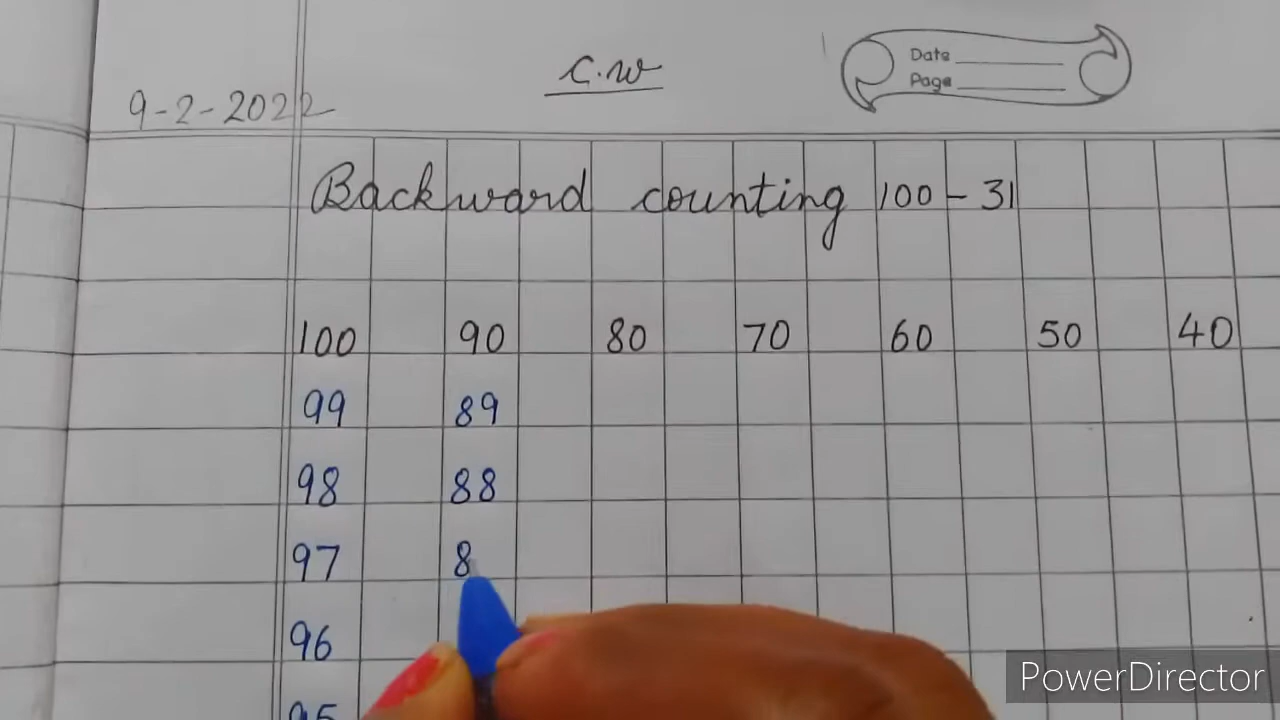 C.W
Date
Page
9-2-2022
Backward counting 100-31
100 90 80 70 60 50 40
99 89
98 88
97 8
96
95
PowerDirector